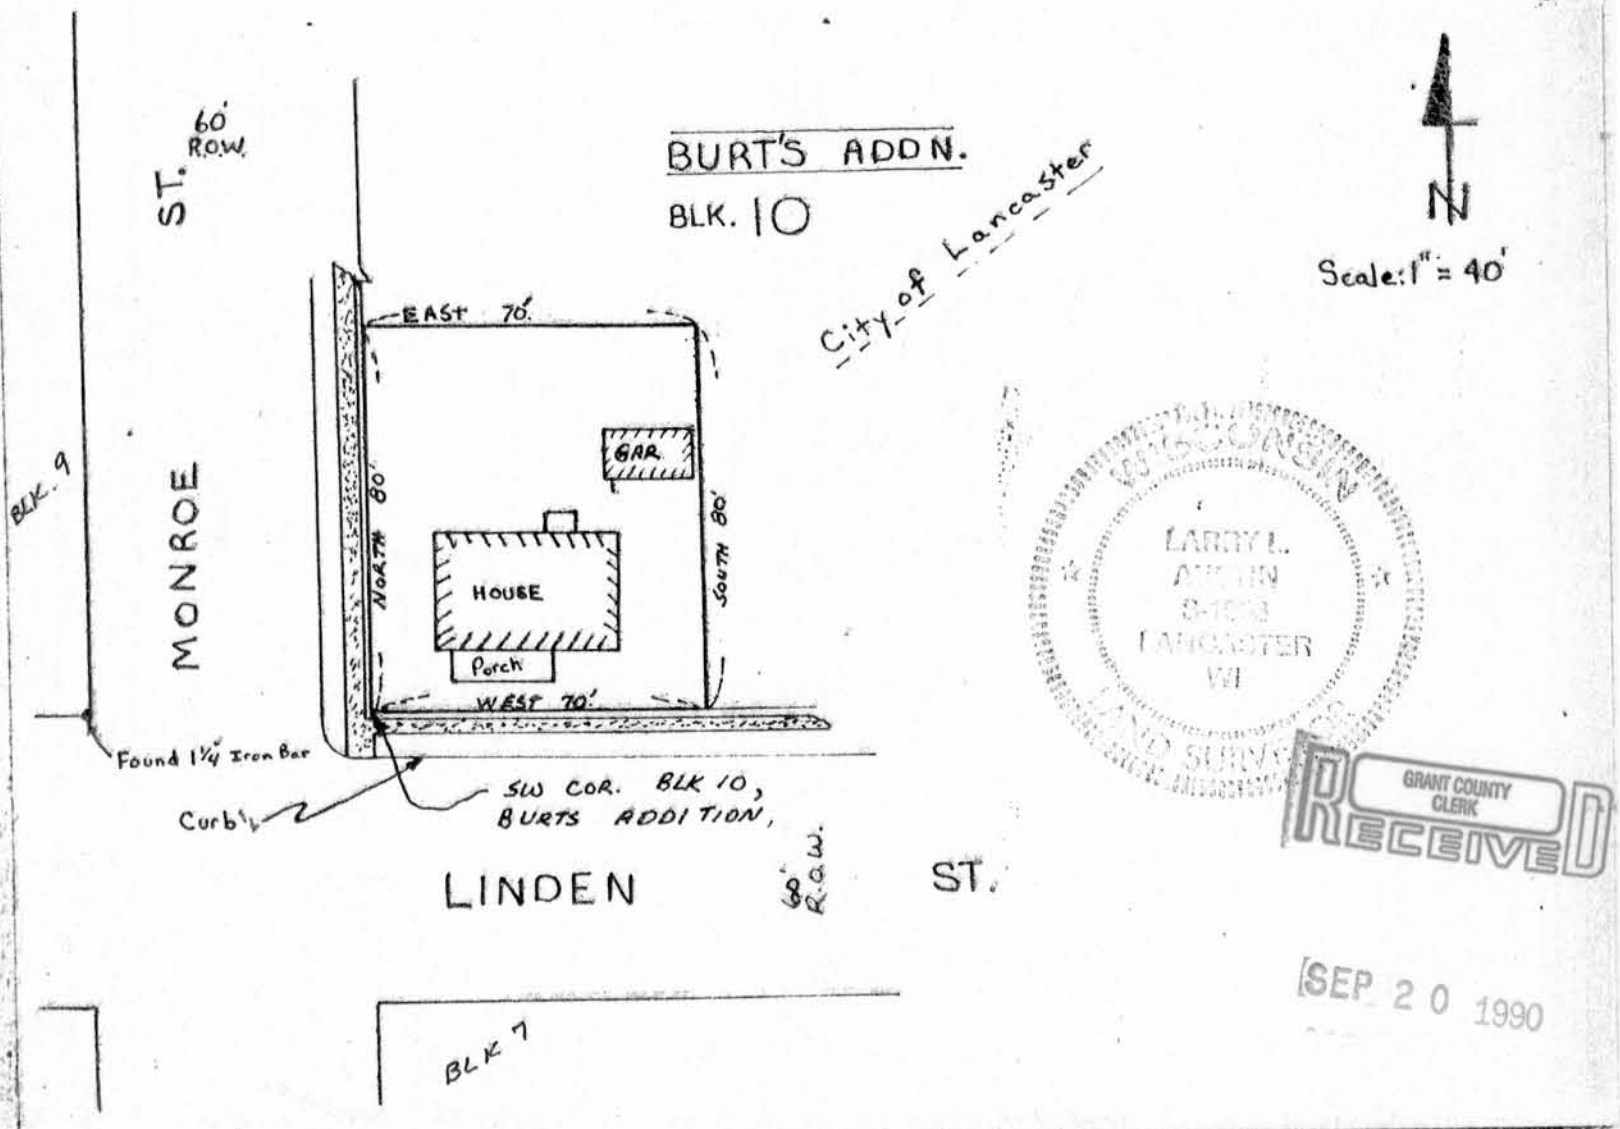 60'
R.O.W.
ST.
MONROE
BURT'S ADDN.
BLK. 10
City of Lancaster
N
Scale: 1" = 40'
EAST 70'
NORTH 80'
SOUTH 80'
WEST 70'
GAR.
HOUSE
Porch
BLK. 9
Found 1¼" Iron Bar
Curb
SW COR. BLK 10,
BURTS ADDITION,
LINDEN ST.
R.O.W.
BLK 7
WISCONSIN
LARRY L.
AUSTIN
LANCASTER
WI
LAND SURVEYOR
GRANT COUNTY
CLERK
RECEIVED
SEP 20 1990